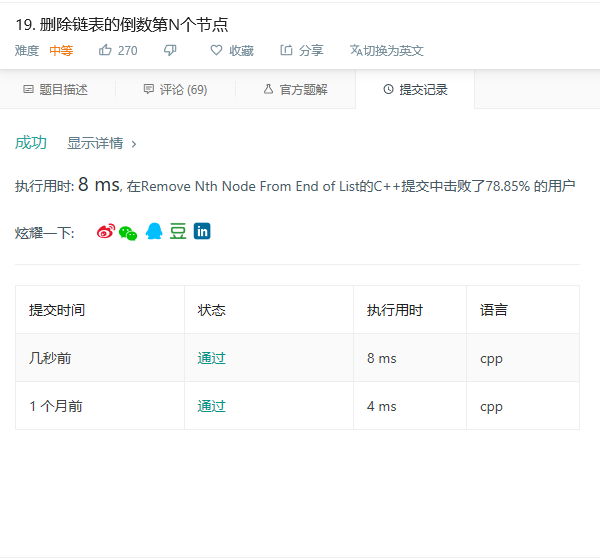 19. 删除链表的倒数第N个节点
难度 中等 270 收藏 分享 切换为英文
题目描述 评论 (69) 官方题解 提交记录
成功 显示详情 >
执行用时: 8 ms, 在Remove Nth Node From End of List的C++提交中击败了78.85% 的用户
炫耀一下: 豆 in
提交时间 状态 执行用时 语言
几秒前 通过 8 ms cpp
1 个月前 通过 4 ms cpp